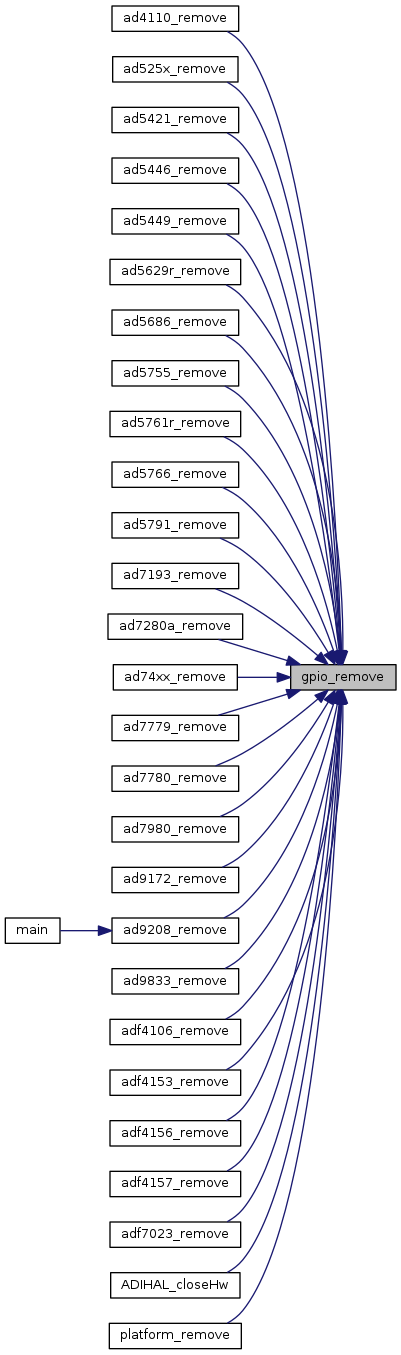 ad4110_remove
ad525x_remove
ad5421_remove
ad5446_remove
ad5449_remove
ad5629r_remove
ad5686_remove
ad5755_remove
ad5761r_remove
ad5766_remove
ad5791_remove
ad7193_remove
ad7280a_remove
ad74xx_remove
gpio_remove
ad7779_remove
ad7780_remove
ad7980_remove
ad9172_remove
main
ad9208_remove
ad9833_remove
adf4106_remove
adf4153_remove
adf4156_remove
adf4157_remove
adf7023_remove
ADIHAL_closeHw
platform_remove